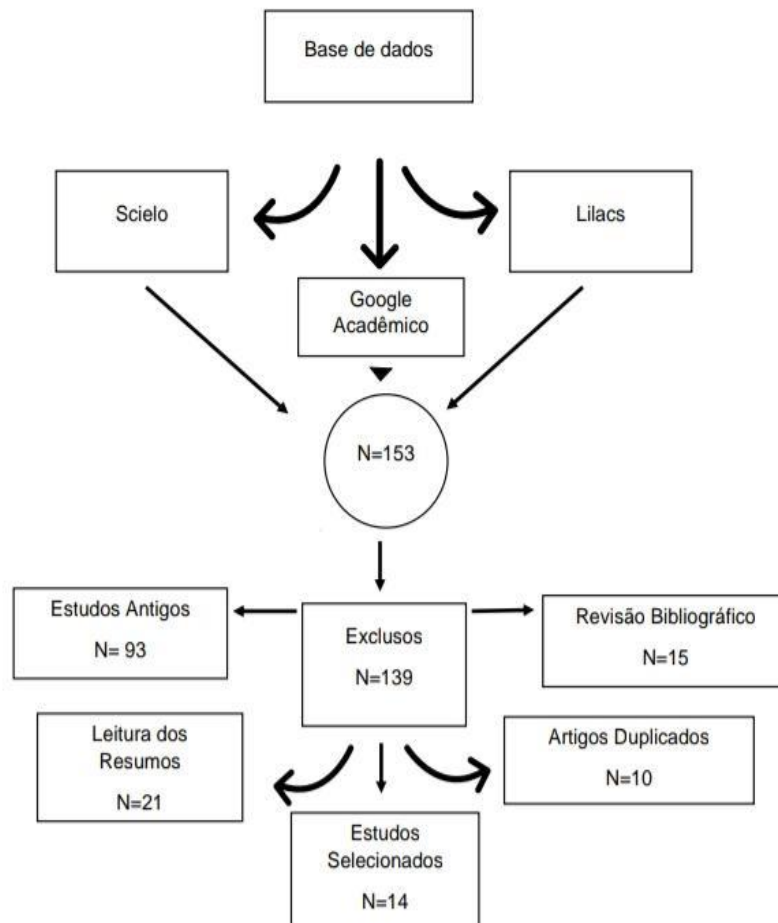 Base de dados
Scielo
Lilacs
Google
Acadêmico
N=153
Estudos Antigos
N= 93
Exclusos
N=139
Revisão Bibliográfico
N=15
Leitura dos
Resumos
N=21
Artigos Duplicados
N=10
Estudos
Selecionados
N=14